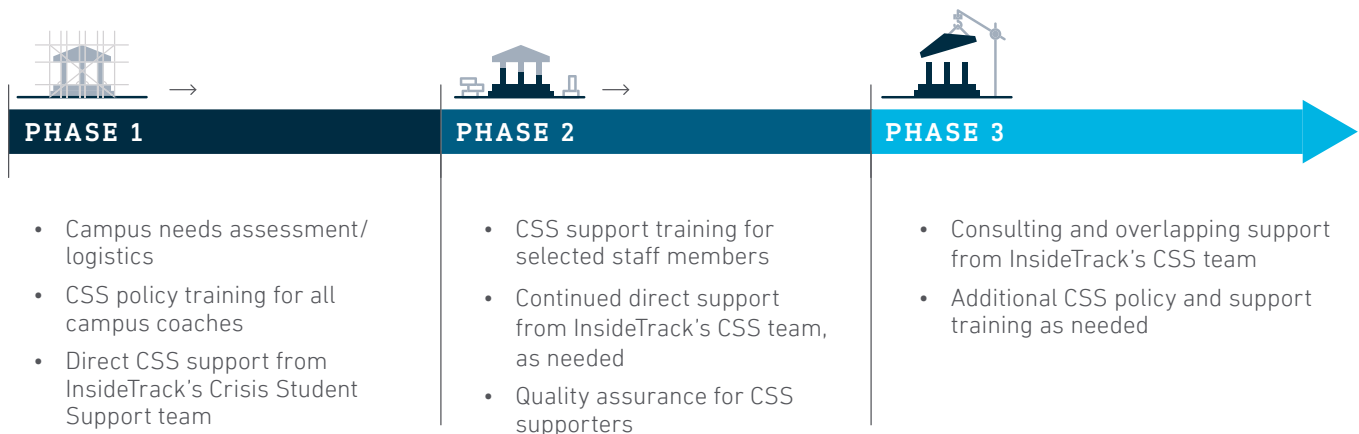 PHASE 1
PHASE 2
PHASE 3
• Campus needs assessment/
logistics
• CSS policy training for all
campus coaches
• Direct CSS support from
InsideTrack's Crisis Student
Support team
• CSS support training for
selected staff members
• Continued direct support
from InsideTrack's CSS team,
as needed
• Quality assurance for CSS
supporters
• Consulting and overlapping support
from InsideTrack's CSS team
• Additional CSS policy and support
training as needed